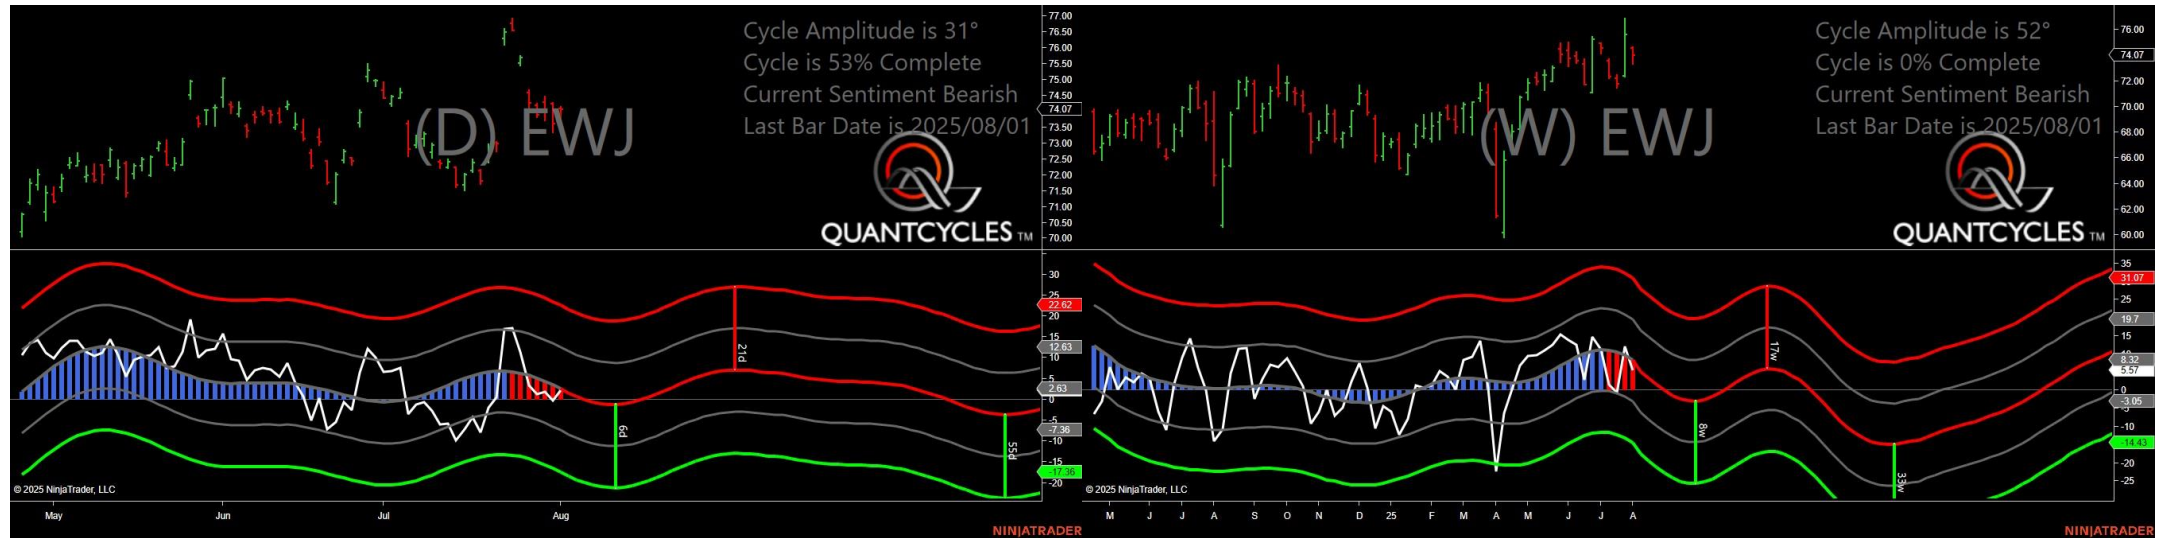 Cycle Amplitude is 31°
Cycle is 53% Complete
Current Sentiment Bearish
Last Bar Date is 2025/08/01
(D) EWJ
QUANTCYCLES TM
77.00
76.50
76.00
75.50
75.00
74.50
74.07
73.50
73.00
72.50
72.00
71.50
71.00
70.50
70.00
30
25
22.62
20
15
12.63
10
5
2.63
0
-5
-7.36
-10
-15
-17.36
-20
21d
6d
55d
© 2025 NinjaTrader, LLC
May Jun Jul Aug
NINJATRADER
Cycle Amplitude is 52°
Cycle is 0% Complete
Current Sentiment Bearish
Last Bar Date is 2025/08/01
(W) EWJ
QUANTCYCLES TM
76.00
74.07
72.00
70.00
68.00
66.00
64.00
62.00
60.00
35
31.07
25
19.7
15
8.32
5.57
0
-3.05
-5
-10
-14.43
-20
-25
17w
8w
33w
© 2025 NinjaTrader, LLC
M J J A S O N D 25 F M A M J J A
NINJATRADER